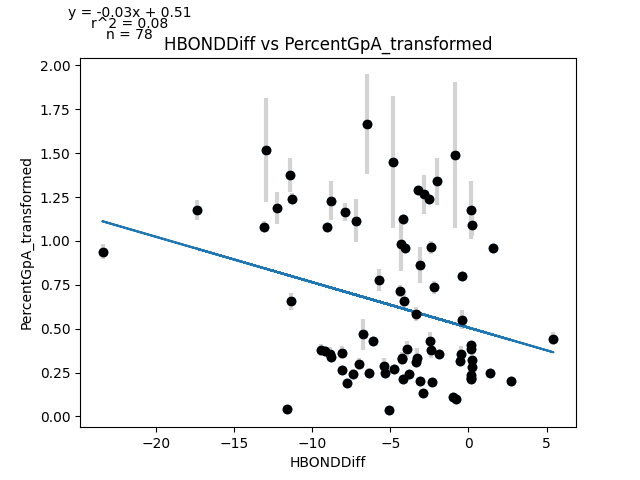 y = -0.03x + 0.51
r^2 = 0.08
n = 78
HBONDDiff vs PercentGpA_transformed
2.00
1.75
1.50
1.25
1.00
0.75
0.50
0.25
0.00
PercentGpA_transformed
−20
−15
−10
−5
0
5
HBONDDiff